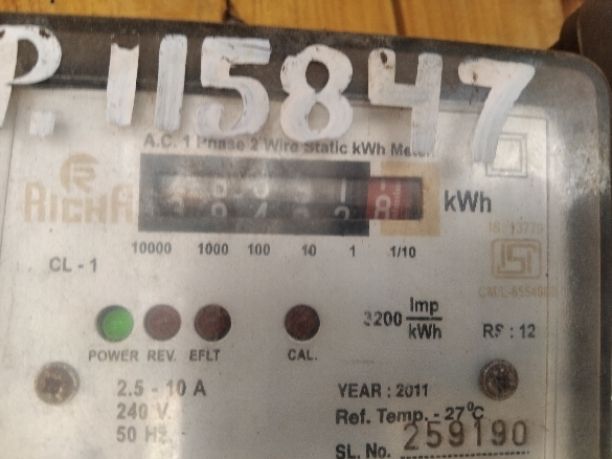 P.115847
A.C. 1 Phase 2 Wire Static kWh Meter
RICHA
kWh
10000 1000 100 10 1 1/10
CL - 1
3200 Imp/kWh
RS : 12
POWER REV. EFLT CAL.
2.5 - 10 A
240 V.
50 Hz.
YEAR : 2011
Ref. Temp. - 27°C
SL. No. 259190